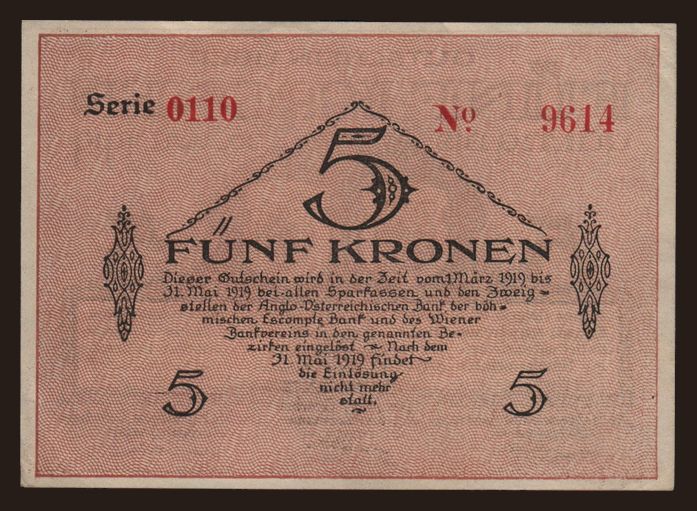 Serie 0110
No 9614
5
FÜNF KRONEN
Dieser Gutschein wird in der Zeit vom 1. März 1919 bis
31. Mai 1919 bei allen Sparkassen und den Zweig-
stellen der Anglo-Österreichischen Bank der böh-
mischen Escompte Bank und des Wiener
Bankvereins in den genannten Be-
zirken eingelöst ~ Nach dem
31. Mai 1919 findet
die Einlösung
nicht mehr
statt.
5 5